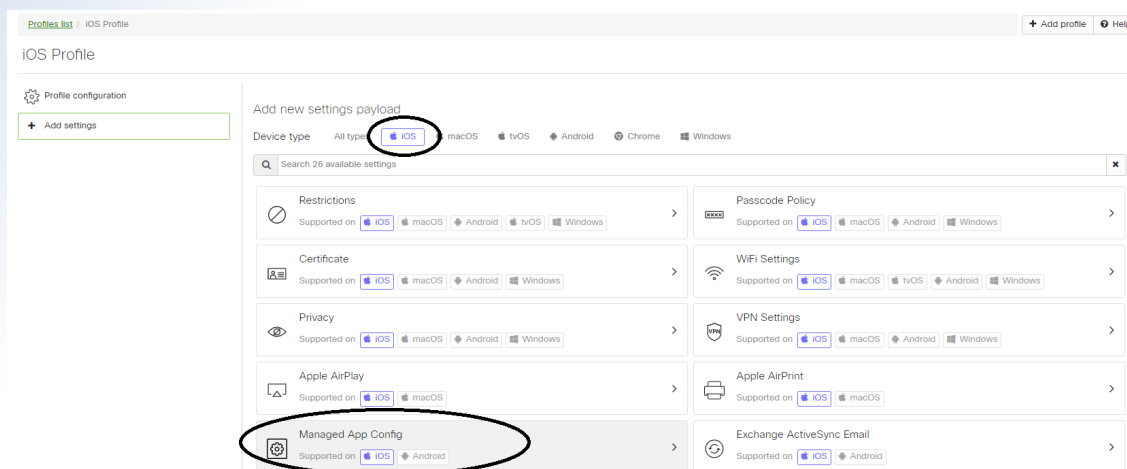 Profiles list / iOS Profile
+ Add profile
Help
iOS Profile
Profile configuration
+ Add settings
Add new settings payload
Device type All types iOS macOS tvOS Android Chrome Windows
Search 26 available settings
Restrictions
Supported on iOS macOS Android tvOS Windows
Passcode Policy
Supported on iOS macOS Android Windows
Certificate
Supported on iOS macOS Android Windows
WiFi Settings
Supported on iOS macOS tvOS Android Windows
Privacy
Supported on iOS macOS Android Windows
VPN Settings
VPN
Supported on iOS macOS Android Windows
Apple AirPlay
Supported on iOS macOS
Apple AirPrint
Supported on iOS macOS
Managed App Config
Supported on iOS Android
Exchange ActiveSync Email
Supported on iOS Android